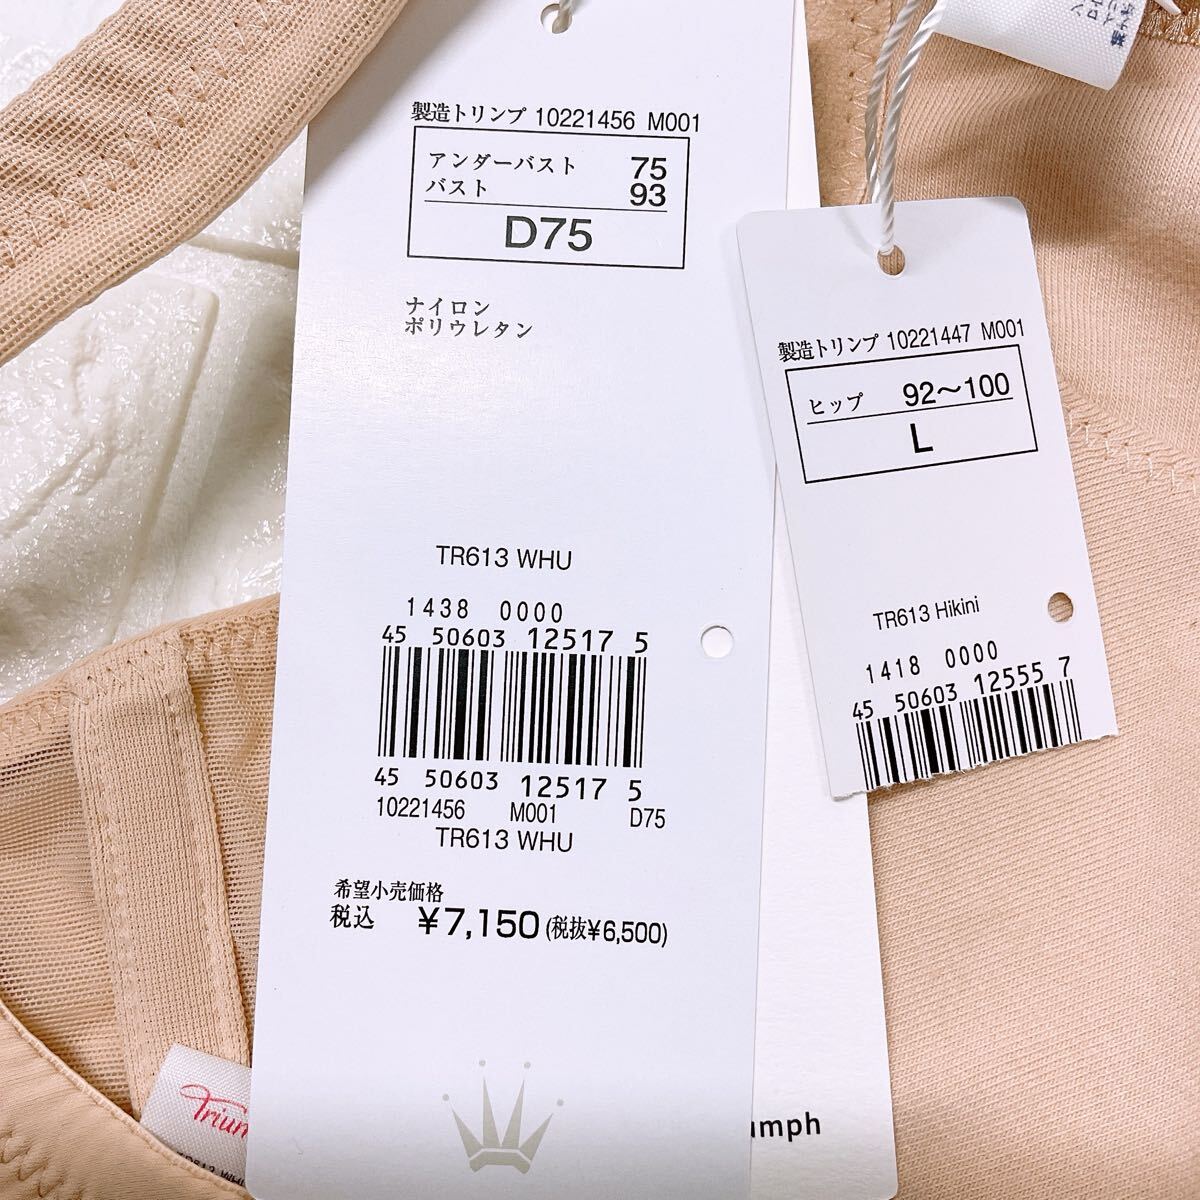 製造トリンプ 10221456 M001
アンダーバスト 75
バスト 93
D75
ナイロン
ポリウレタン
TR613 WHU
1438 0000
45 50603 12517 5
45 50603 12517 5
10221456 M001 D75
TR613 WHU
希望小売価格
税込 ¥7,150(税抜¥6,500)
製造トリンプ 10221447 M001
ヒップ 92～100
L
TR613 Hikini
1418 0000
45 50603 12555 7
Trium
umph